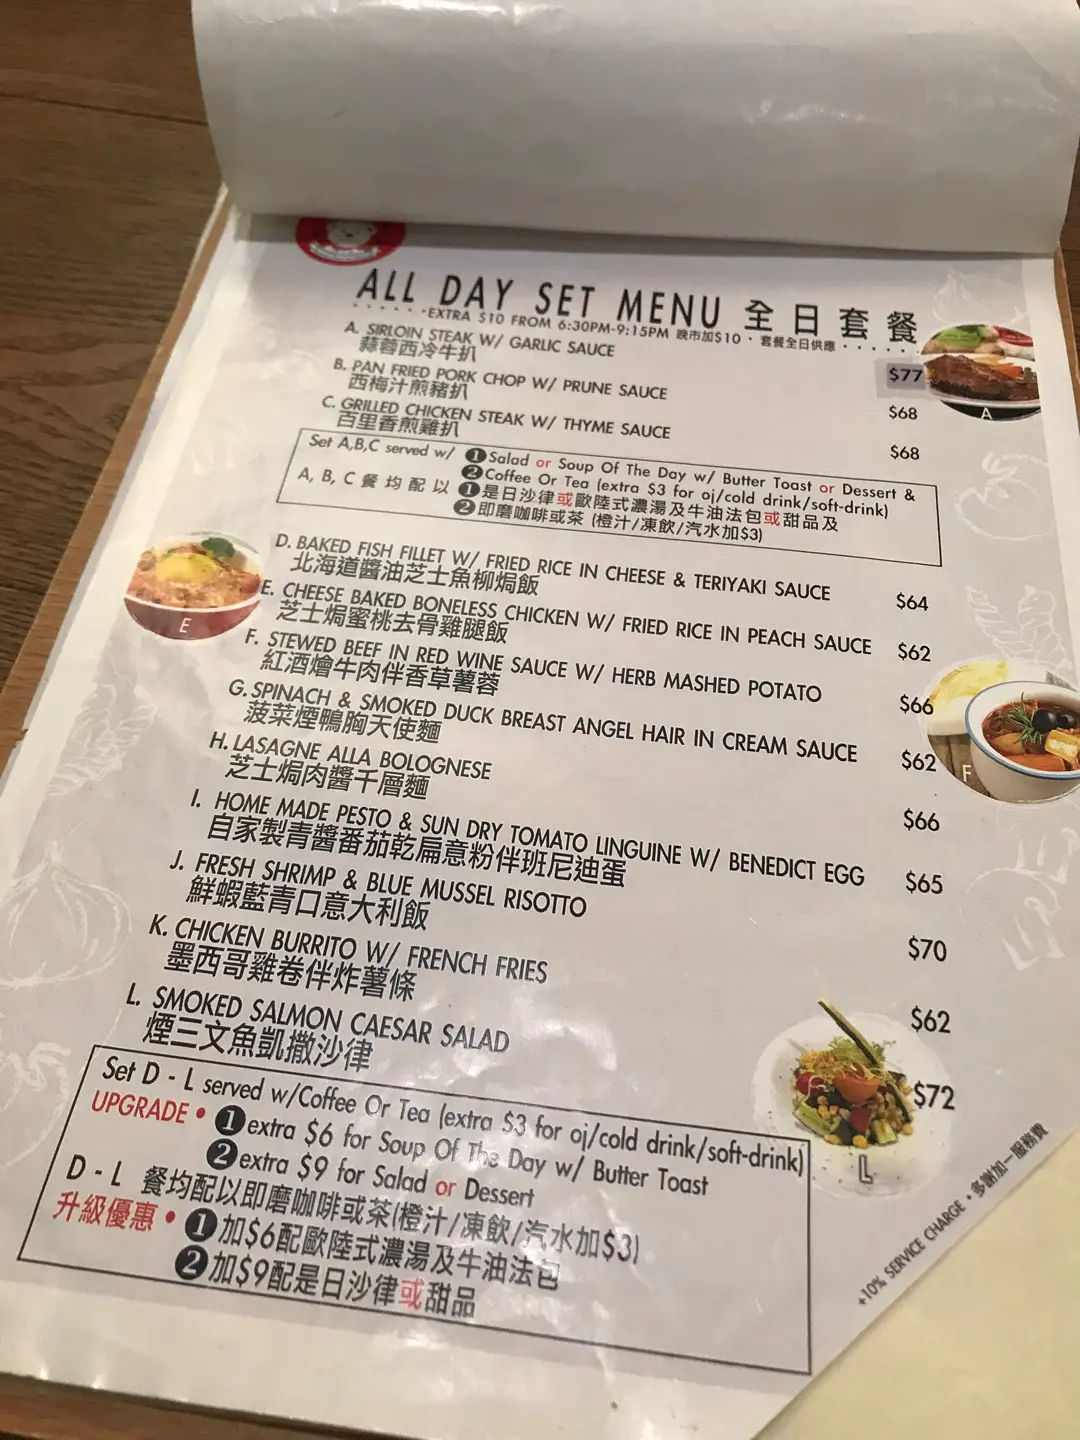 ALL DAY SET MENU 全日套餐
······EXTRA $10 FROM 6:30PM-9:15PM 晚市加$10 · 套餐全日供應 ······
A. SIRLOIN STEAK W/ GARLIC SAUCE $77
蒜蓉西冷牛扒
B. PAN FRIED PORK CHOP W/ PRUNE SAUCE $68
西梅汁煎豬扒
C. GRILLED CHICKEN STEAK W/ THYME SAUCE $68
百里香煎雞扒
A
Set A,B,C served w/ ❶Salad or Soup Of The Day w/ Butter Toast or Dessert &
❷Coffee Or Tea (extra $3 for oj/cold drink/soft-drink)
A, B, C 餐均配以 ❶是日沙律或歐陸式濃湯及牛油法包或甜品及
❷即磨咖啡或茶 (橙汁/凍飲/汽水加$3)
D. BAKED FISH FILLET W/ FRIED RICE IN CHEESE & TERIYAKI SAUCE $64
北海道醬油芝士魚柳焗飯
E. CHEESE BAKED BONELESS CHICKEN W/ FRIED RICE IN PEACH SAUCE $62
芝士焗蜜桃去骨雞腿飯
E
F. STEWED BEEF IN RED WINE SAUCE W/ HERB MASHED POTATO $66
紅酒燴牛肉伴香草薯蓉
G. SPINACH & SMOKED DUCK BREAST ANGEL HAIR IN CREAM SAUCE $62
菠菜煙鴨胸天使麵
F
H. LASAGNE ALLA BOLOGNESE $66
芝士焗肉醬千層麵
I. HOME MADE PESTO & SUN DRY TOMATO LINGUINE W/ BENEDICT EGG $65
自家製青醬番茄乾扁意粉伴班尼迪蛋
J. FRESH SHRIMP & BLUE MUSSEL RISOTTO $70
鮮蝦藍青口意大利飯
K. CHICKEN BURRITO W/ FRENCH FRIES $62
墨西哥雞卷伴炸薯條
L. SMOKED SALMON CAESAR SALAD $72
煙三文魚凱撒沙律
L
Set D - L served w/Coffee Or Tea (extra $3 for oj/cold drink/soft-drink)
UPGRADE • ❶extra $6 for Soup Of The Day w/ Butter Toast
❷extra $9 for Salad or Dessert
D - L 餐均配以即磨咖啡或茶(橙汁/凍飲/汽水加$3)
升級優惠 • ❶加$6配歐陸式濃湯及牛油法包
❷加$9配是日沙律或甜品
+10% SERVICE CHARGE • 多謝加一服務費